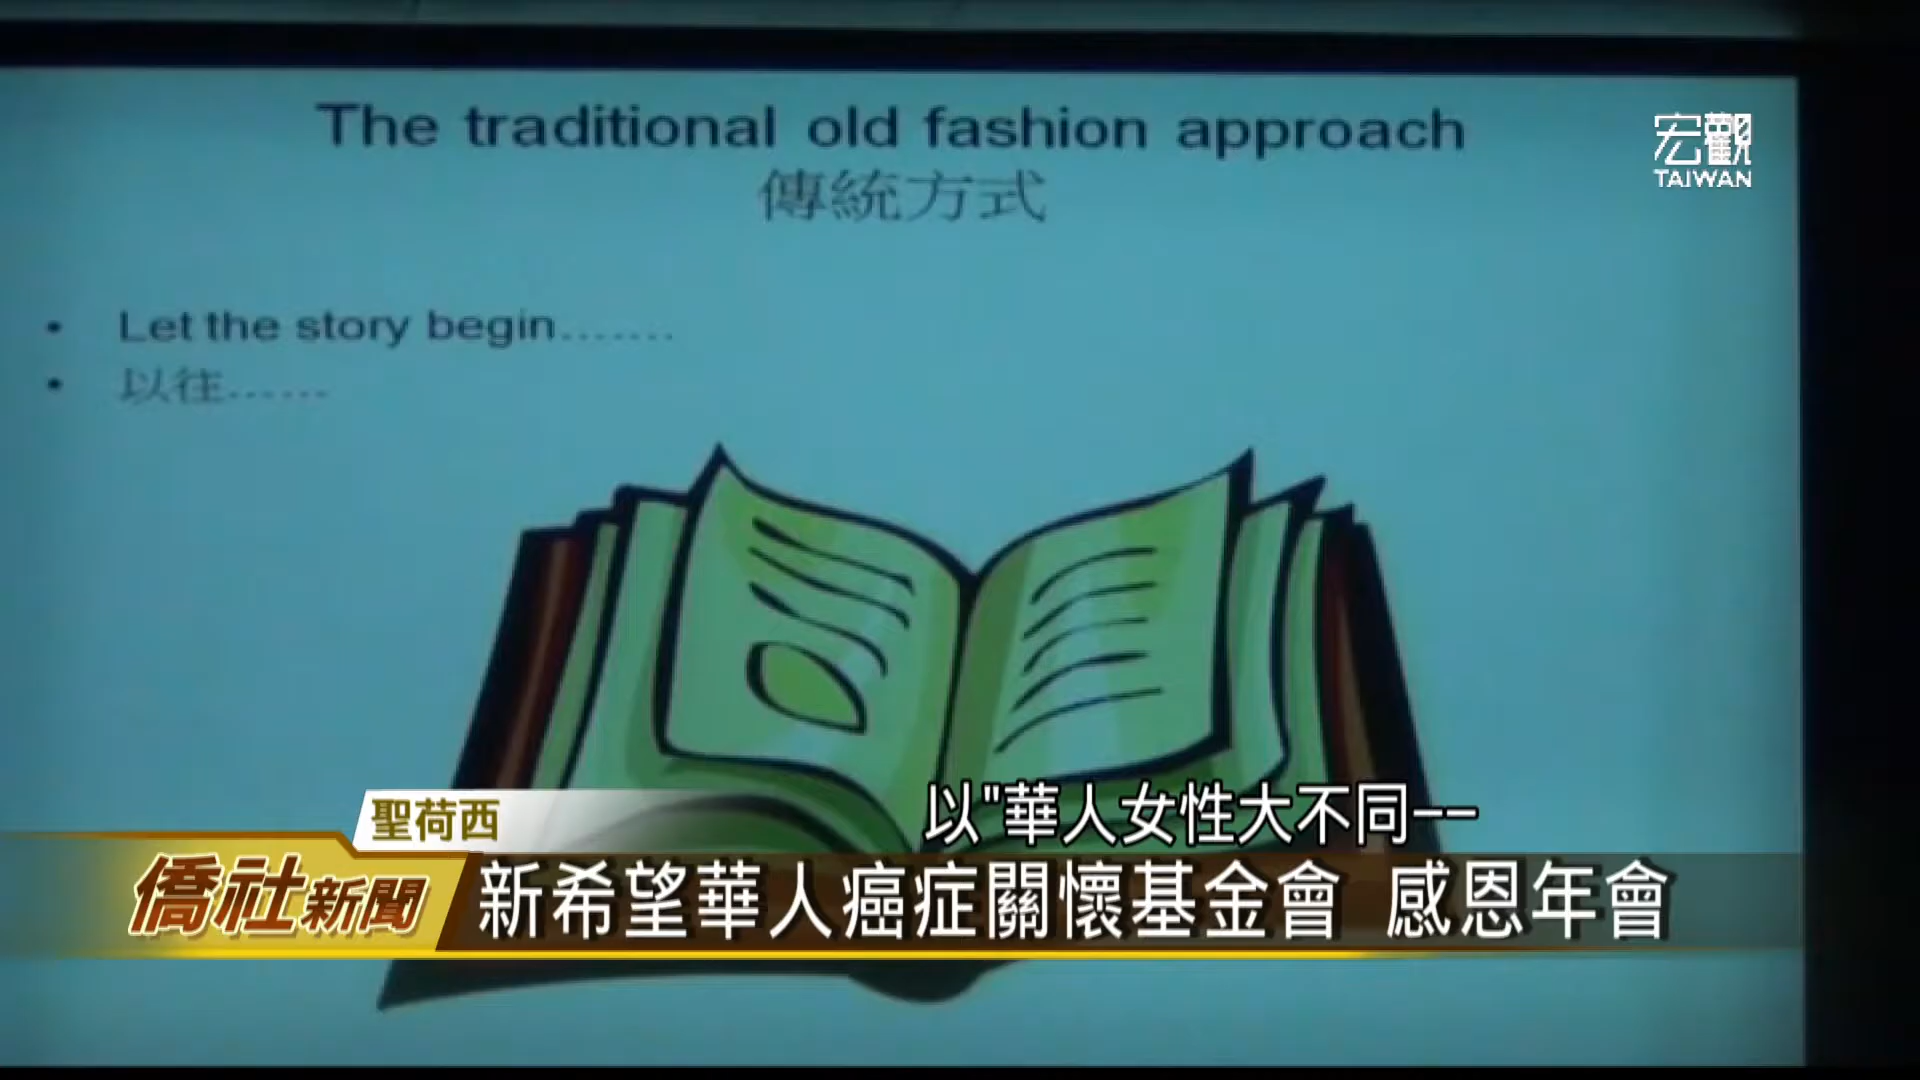 The traditional old fashion approach
傳統方式
宏觀
TAIWAN
• Let the story begin.......
• 以往......
以"華人女性大不同--
聖荷西
僑社新聞
新希望華人癌症關懷基金會 感恩年會